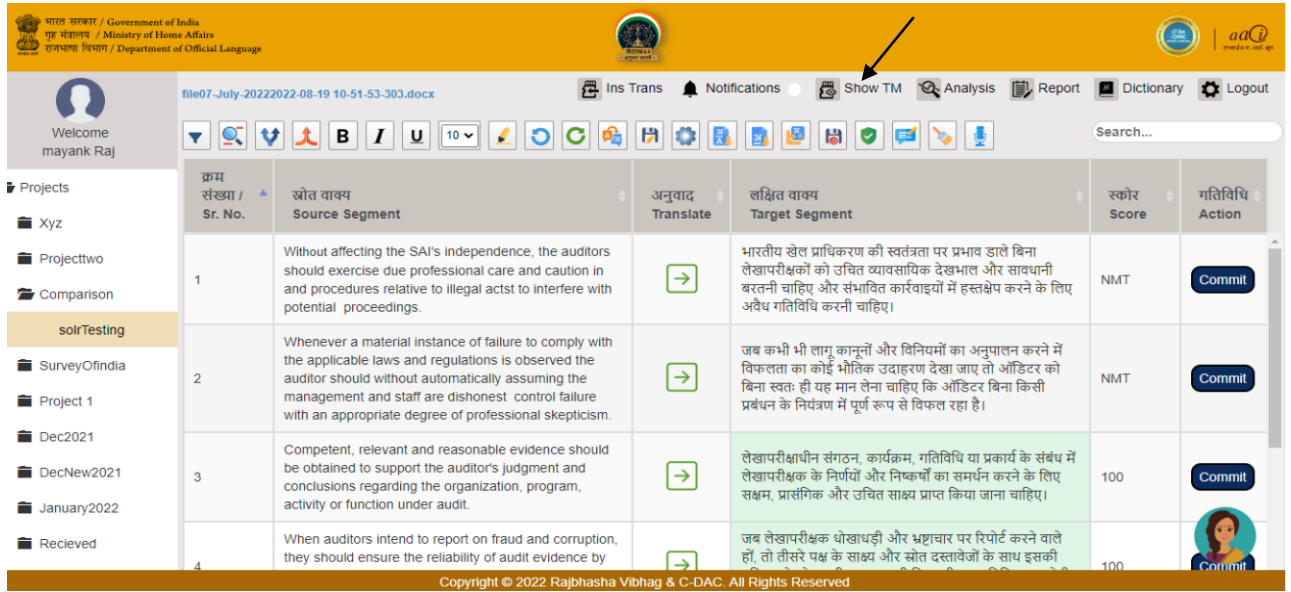 भारत सरकार / Government of India
गृह मंत्रालय / Ministry of Home Affairs
राजभाषा विभाग / Department of Official Language
file07-July-20222022-08-19 10-51-53-303.docx
Ins Trans
Notifications
Show TM
Analysis
Report
Dictionary
Logout
Welcome
mayank Raj
B I U 10
Search...
Projects
Xyz
Projecttwo
Comparison
solrTesting
SurveyOfindia
Project 1
Dec2021
DecNew2021
January2022
Recieved
क्रम
संख्या /
Sr. No.
स्रोत वाक्य
Source Segment
अनुवाद
Translate
लक्षित वाक्य
Target Segment
स्कोर
Score
गतिविधि
Action
1
Without affecting the SAI's independence, the auditors
should exercise due professional care and caution in
and procedures relative to illegal actst to interfere with
potential proceedings.
भारतीय खेल प्राधिकरण की स्वतंत्रता पर प्रभाव डाले बिना
लेखापरीक्षकों को उचित व्यावसायिक देखभाल और सावधानी
बरतनी चाहिए और संभावित कार्रवाइयों में हस्तक्षेप करने के लिए
अवैध गतिविधि करनी चाहिए।
NMT
Commit
2
Whenever a material instance of failure to comply with
the applicable laws and regulations is observed the
auditor should without automatically assuming the
management and staff are dishonest control failure
with an appropriate degree of professional skepticism.
जब कभी भी लागू कानूनों और विनियमों का अनुपालन करने में
विफलता का कोई भौतिक उदाहरण देखा जाए तो ऑडिटर को
बिना स्वतः ही यह मान लेना चाहिए कि ऑडिटर बिना किसी
प्रबंधन के नियंत्रण में पूर्ण रूप से विफल रहा है।
NMT
Commit
3
Competent, relevant and reasonable evidence should
be obtained to support the auditor's judgment and
conclusions regarding the organization, program,
activity or function under audit.
लेखापरीक्षाधीन संगठन, कार्यक्रम, गतिविधि या प्रकार्य के संबंध में
लेखापरीक्षक के निर्णयों और निष्कर्षों का समर्थन करने के लिए
सक्षम, प्रासंगिक और उचित साक्ष्य प्राप्त किया जाना चाहिए।
100
Commit
4
When auditors intend to report on fraud and corruption,
they should ensure the reliability of audit evidence by
जब लेखापरीक्षक धोखाधड़ी और भ्रष्टाचार पर रिपोर्ट करने वाले
हों, तो तीसरे पक्ष के साक्ष्य और स्रोत दस्तावेजों के साथ इसकी
100
Commit
Copyright © 2022 Rajbhasha Vibhag & C-DAC. All Rights Reserved